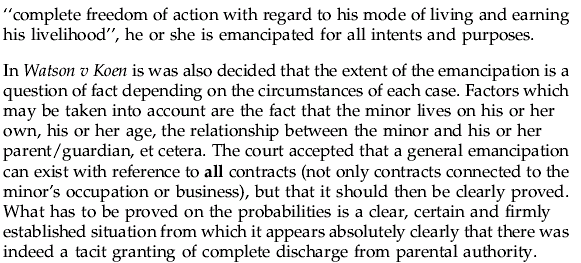 ‘‘complete freedom of action with regard to his mode of living and earning
his livelihood’’, he or she is emancipated for all intents and purposes.
In Watson v Koen is was also decided that the extent of the emancipation is a
question of fact depending on the circumstances of each case. Factors which
may be taken into account are the fact that the minor lives on his or her
own, his or her age, the relationship between the minor and his or her
parent/guardian, et cetera. The court accepted that a general emancipation
can exist with reference to all contracts (not only contracts connected to the
minor’s occupation or business), but that it should then be clearly proved.
What has to be proved on the probabilities is a clear, certain and firmly
established situation from which it appears absolutely clearly that there was
indeed a tacit granting of complete discharge from parental authority.